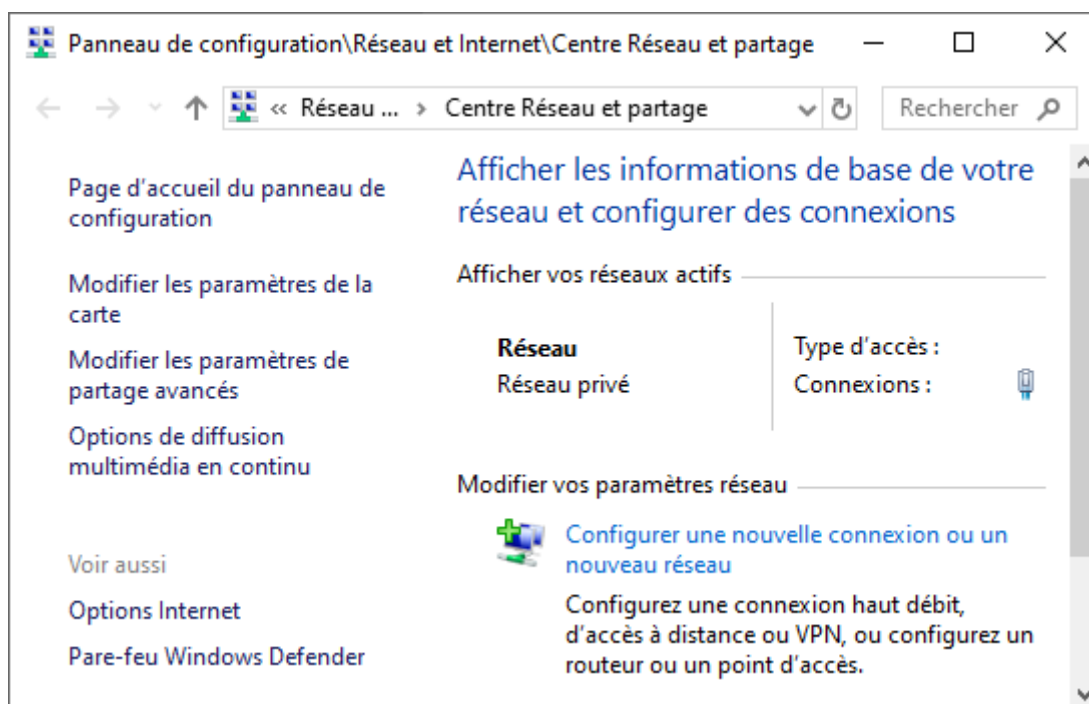 Panneau de configuration\Réseau et Internet\Centre Réseau et partage
« Réseau ... › Centre Réseau et partage
Rechercher
Page d'accueil du panneau de
configuration
Modifier les paramètres de la
carte
Modifier les paramètres de
partage avancés
Options de diffusion
multimédia en continu
Voir aussi
Options Internet
Pare-feu Windows Defender
Afficher les informations de base de votre
réseau et configurer des connexions
Afficher vos réseaux actifs
Réseau
Réseau privé
Type d'accès :
Connexions :
Modifier vos paramètres réseau
Configurer une nouvelle connexion ou un
nouveau réseau
Configurez une connexion haut débit,
d'accès à distance ou VPN, ou configurez un
routeur ou un point d'accès.